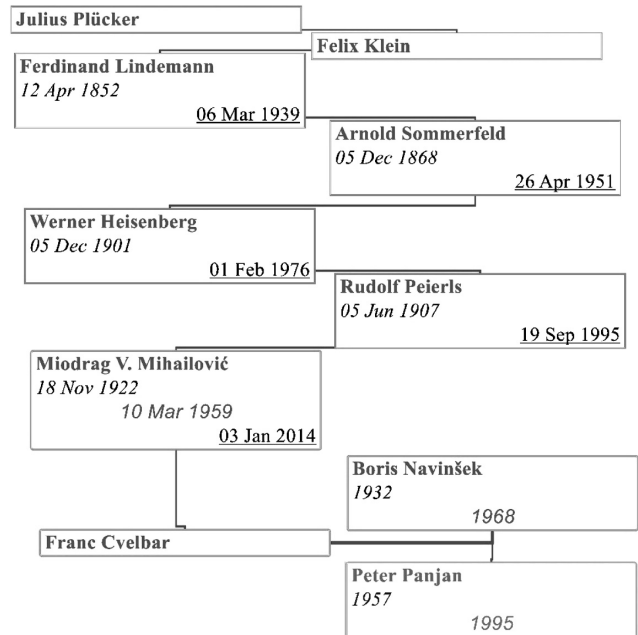 Julius Plücker
Felix Klein
Ferdinand Lindemann
12 Apr 1852
06 Mar 1939
Arnold Sommerfeld
05 Dec 1868
26 Apr 1951
Werner Heisenberg
05 Dec 1901
01 Feb 1976
Rudolf Peierls
05 Jun 1907
19 Sep 1995
Miodrag V. Mihailović
18 Nov 1922
10 Mar 1959
03 Jan 2014
Boris Navinšek
1932
1968
Franc Cvelbar
Peter Panjan
1957
1995